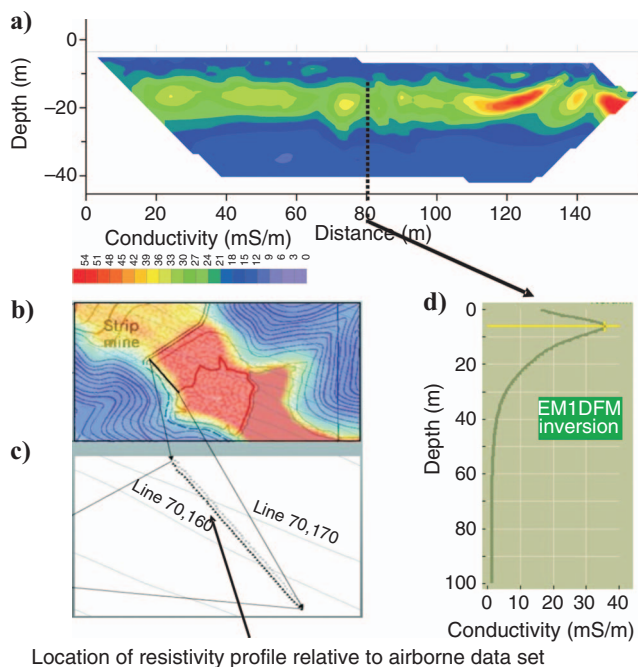 a)
0
–20
–40
Depth (m)
0 20 40 60 80 100 120 140
Conductivity (mS/m)
Distance (m)
54 51 48 45 42 39 36 33 30 27 24 21 18 15 12 9 6 3 0
b)
Strip
mine
c)
Line 70,160
Line 70,170
Location of resistivity profile relative to airborne data set
d)
0
20
40
60
80
100
Depth (m)
EM1DFM
inversion
0 10 20 30 40
Conductivity (mS/m)